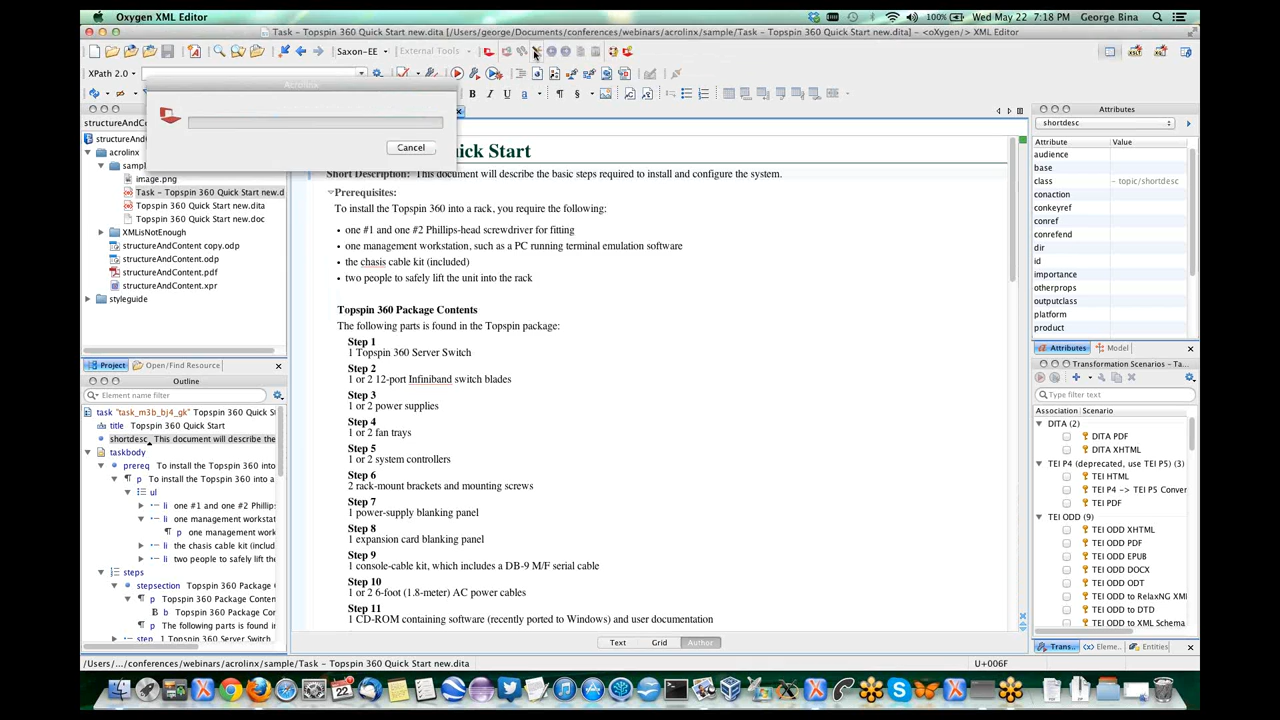 Oxygen XML Editor
100%
Wed May 22 7:18 PM George Bina
Task - Topspin 360 Quick Start new.dita [/Users/george/Documents/conferences/webinars/acrolinx/sample/Task - Topspin 360 Quick Start new.dita] - <oXygen/> XML Editor
Saxon-EE
External Tools
XPath 2.0
Acrolinx
Cancel
B I U a
structureAndC
structureAndC
acrolinx
sampl
image.png
Task - Topspin 360 Quick Start new.d
Topspin 360 Quick Start new.dita
Topspin 360 Quick Start new.doc
XMLisNotEnough
structureAndContent copy.odp
structureAndContent.odp
structureAndContent.pdf
structureAndContent.xpr
styleguide
Project
Open/Find Resource
Outline
Element name filter
task "task_m3b_bj4_gk" Topspin 360 Quick S
title Topspin 360 Quick Start
shortdesc This document will describe the
taskbody
prereq To install the Topspin 360 into
p To install the Topspin 360 into a
ul
li one #1 and one #2 Phillips
li one management workstat
p one management work
li the chasis cable kit (includ
li two people to safely lift the
steps
stepsection Topspin 360 Package
p Topspin 360 Package Conten
b Topspin 360 Package Cor
p The following parts is found in
step 1 Topspin 360 Server Switch
ick Start
Short Description: This document will describe the basic steps required to install and configure the system.
Prerequisites:
To install the Topspin 360 into a rack, you require the following:
• one #1 and one #2 Phillips-head screwdriver for fitting
• one management workstation, such as a PC running terminal emulation software
• the chasis cable kit (included)
• two people to safely lift the unit into the rack
Topspin 360 Package Contents
The following parts is found in the Topspin package:
Step 1
1 Topspin 360 Server Switch
Step 2
1 or 2 12-port Infiniband switch blades
Step 3
1 or 2 power supplies
Step 4
1 or 2 fan trays
Step 5
1 or 2 system controllers
Step 6
2 rack-mount brackets and mounting screws
Step 7
1 power-supply blanking panel
Step 8
1 expansion card blanking panel
Step 9
1 console-cable kit, which includes a DB-9 M/F serial cable
Step 10
1 or 2 6-foot (1.8-meter) AC power cables
Step 11
1 CD-ROM containing software (recently ported to Windows) and user documentation
Text Grid Author
Attributes
shortdesc
Attribute Value
audience
base
class - topic/shortdesc
conaction
conkeyref
conref
conrefend
dir
id
importance
otherprops
outputclass
platform
product
Attributes Model
Transformation Scenarios - Ta...
Type filter text
Association Scenario
DITA (2)
DITA PDF
DITA XHTML
TEI P4 (deprecated, use TEI P5) (3)
TEI HTML
TEI P4 -> TEI P5 Conver
TEI PDF
TEI ODD (9)
TEI ODD XHTML
TEI ODD PDF
TEI ODD EPUB
TEI ODD DOCX
TEI ODD ODT
TEI ODD to RelaxNG XML
TEI ODD to DTD
TEI ODD to XML Schema
Trans... Eleme... Entities
/Users/.../conferences/webinars/acrolinx/sample/Task - Topspin 360 Quick Start new.dita
U+006F
22